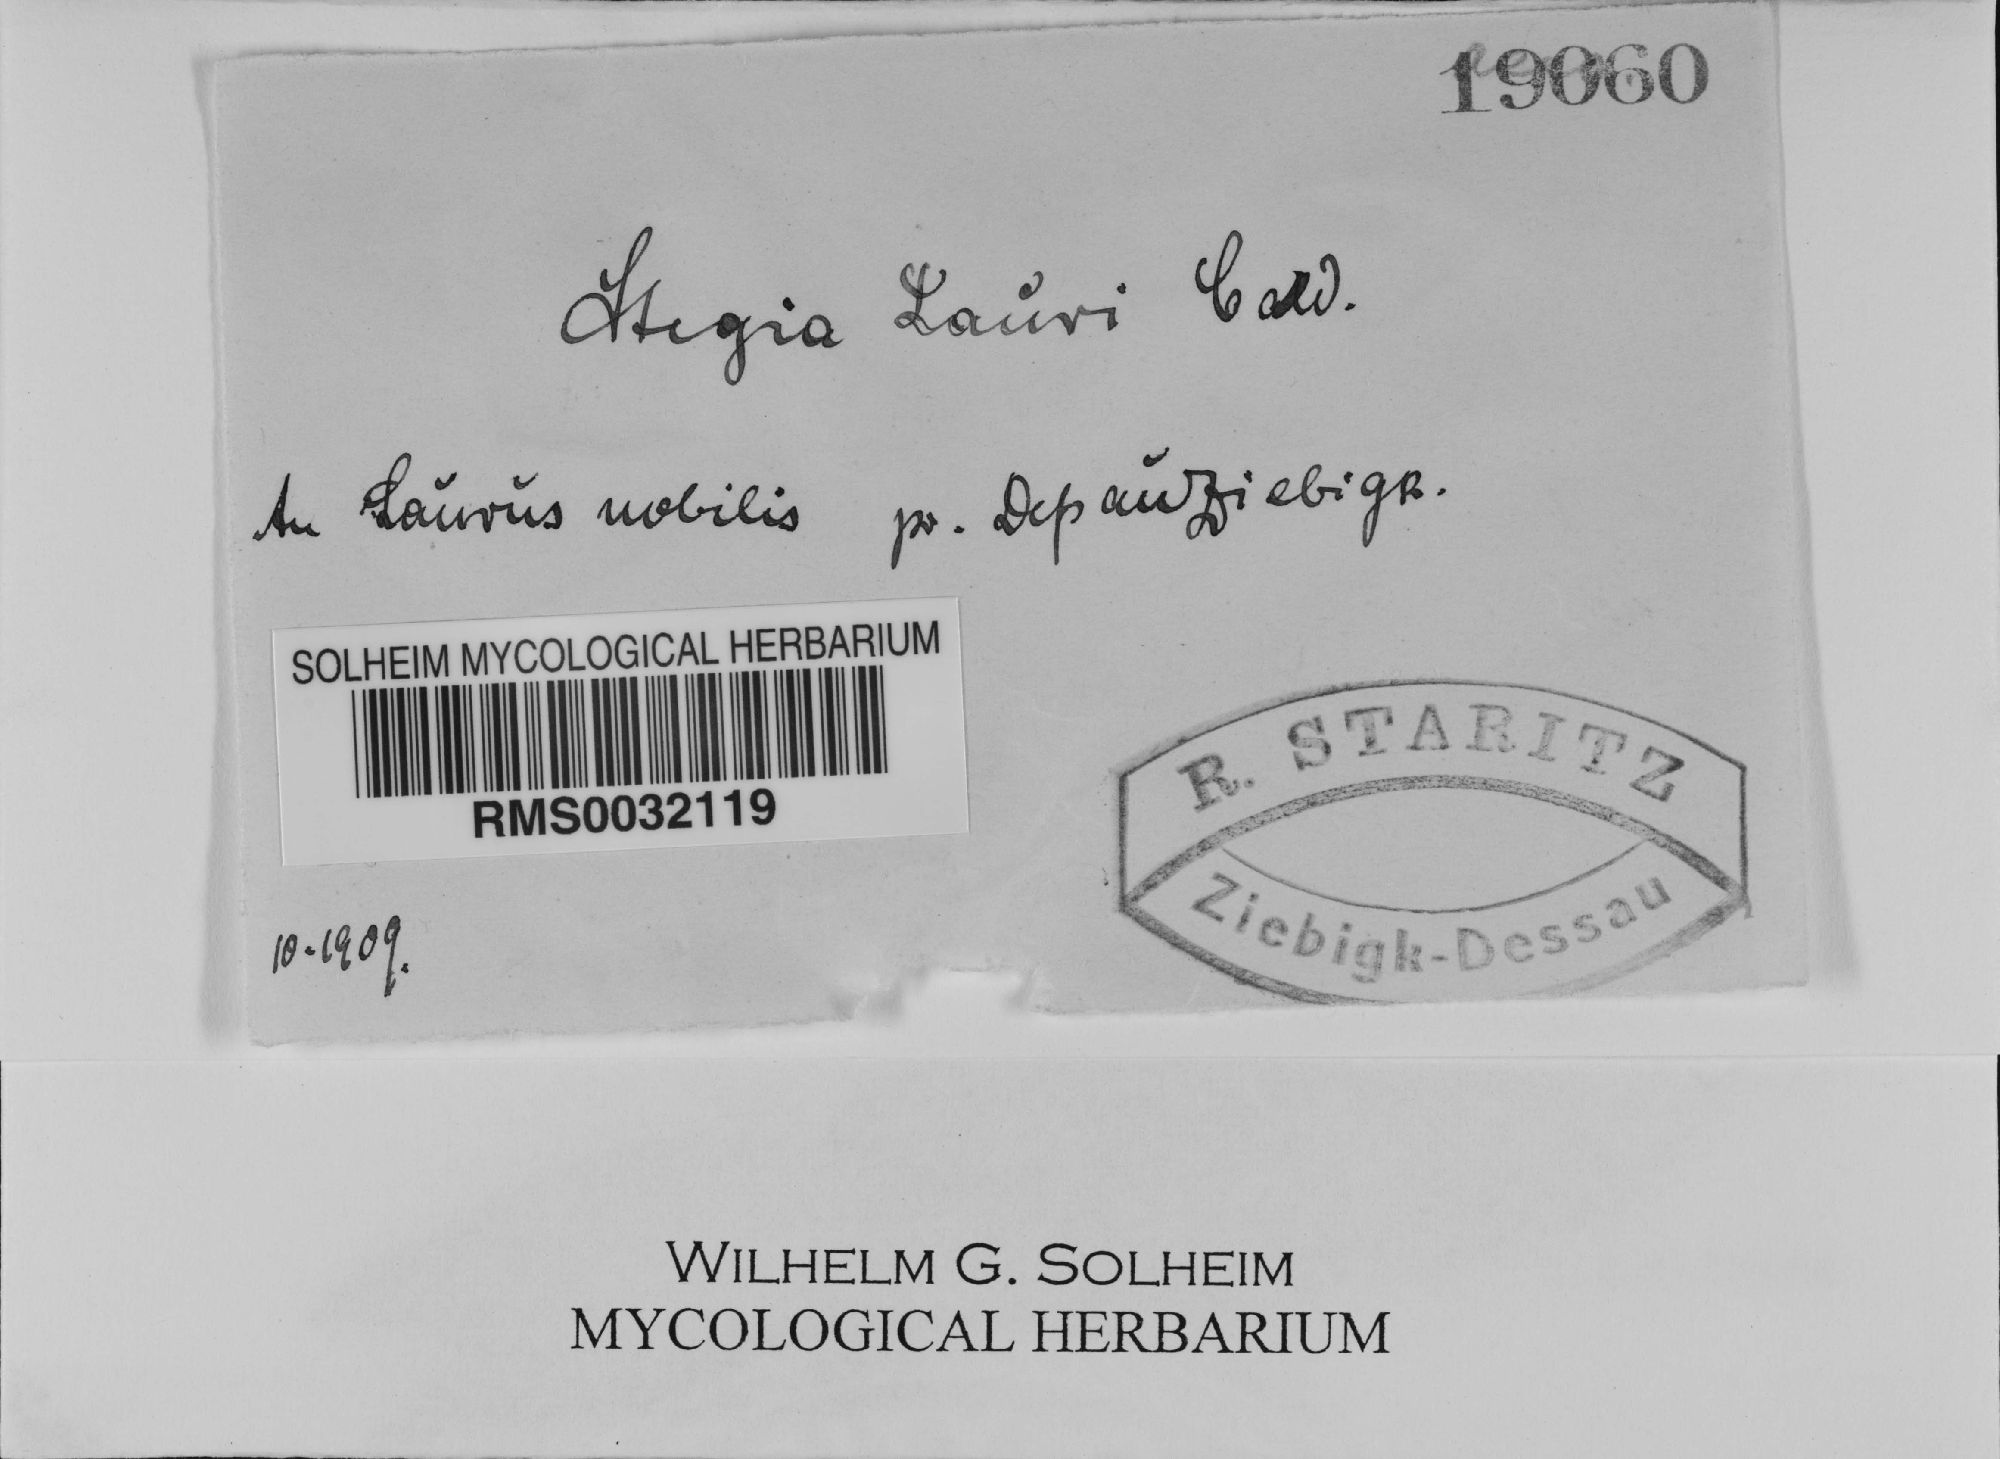 19060
Stegia Lauri Cald.
An Laurus nobilis pr. Deßau Ziebigk.
SOLHEIM MYCOLOGICAL HERBARIUM
RMS0032119
R. STARITZ
Ziebigk-Dessau
10-1909.
WILHELM G. SOLHEIM
MYCOLOGICAL HERBARIUM